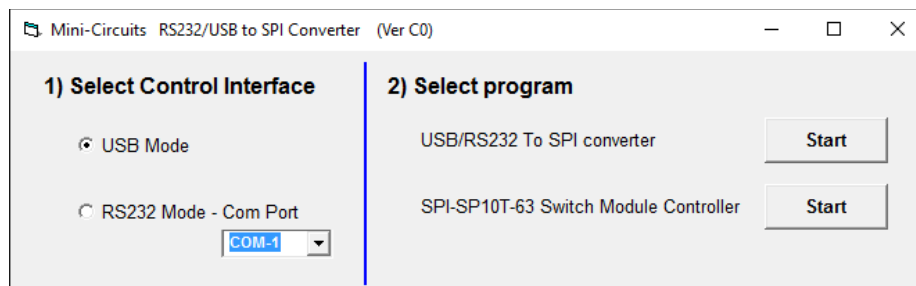 Mini-Circuits RS232/USB to SPI Converter (Ver C0)
1) Select Control Interface
USB Mode
RS232 Mode - Com Port
COM-1
2) Select program
USB/RS232 To SPI converter
Start
SPI-SP10T-63 Switch Module Controller
Start